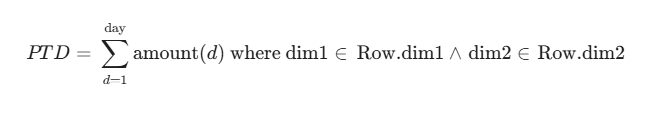 day
PTD = ∑ amount(d) where dim1 ∈ Row.dim1 ∧ dim2 ∈ Row.dim2
d−1